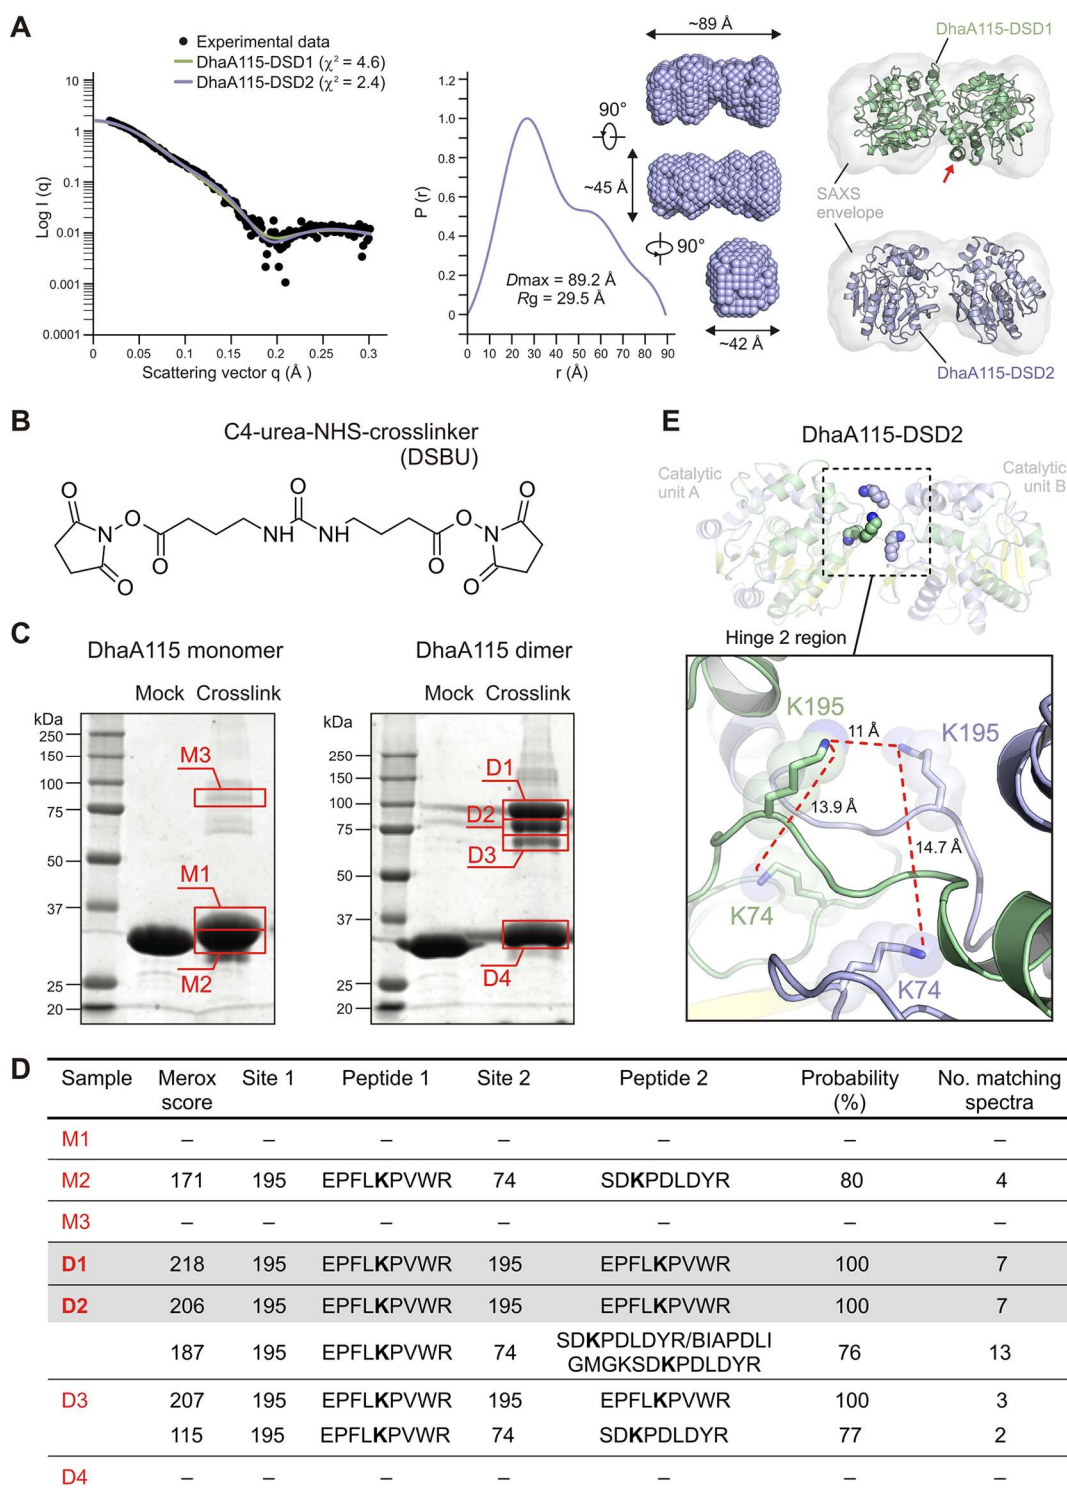 A
Experimental data
DhaA115-DSD1 (χ² = 4.6)
DhaA115-DSD2 (χ² = 2.4)
10
1
0.1
0.01
0.001
0.0001
Log I (q)
0
0.05
0.1
0.15
0.2
0.25
0.3
Scattering vector q (Å )
1.2
1.0
0.8
0.6
0.4
0.2
0
P (r)
Dmax = 89.2 Å
Rg = 29.5 Å
0 10 20 30 40 50 60 70 80 90
r (Å)
~89 Å
90°
~45 Å
90°
~42 Å
DhaA115-DSD1
SAXS
envelope
DhaA115-DSD2
B
C4-urea-NHS-crosslinker
(DSBU)
O
O
O
O
N
O
NH
NH
O
N
O
O
O
O
C
DhaA115 monomer
Mock Crosslink
kDa
250
150
100
75
50
37
25
20
M3
M1
M2
DhaA115 dimer
Mock Crosslink
kDa
250
150
100
75
50
37
25
20
D1
D2
D3
D4
E
DhaA115-DSD2
Catalytic
unit A
Catalytic
unit B
Hinge 2 region
K195
11 Å
K195
13.9 Å
14.7 Å
K74
K74
D
Sample Merox score Site 1 Peptide 1 Site 2 Peptide 2 Probability (%) No. matching spectra
M1 – – – – – – –
M2 171 195 EPFLKPVWR 74 SDKPDLDYR 80 4
M3 – – – – – – –
D1 218 195 EPFLKPVWR 195 EPFLKPVWR 100 7
D2 206 195 EPFLKPVWR 195 EPFLKPVWR 100 7
187 195 EPFLKPVWR 74 SDKPDLDYR/BIAPDLI GMGKSDKPDLDYR 76 13
D3 207 195 EPFLKPVWR 195 EPFLKPVWR 100 3
115 195 EPFLKPVWR 74 SDKPDLDYR 77 2
D4 – – – – – – –